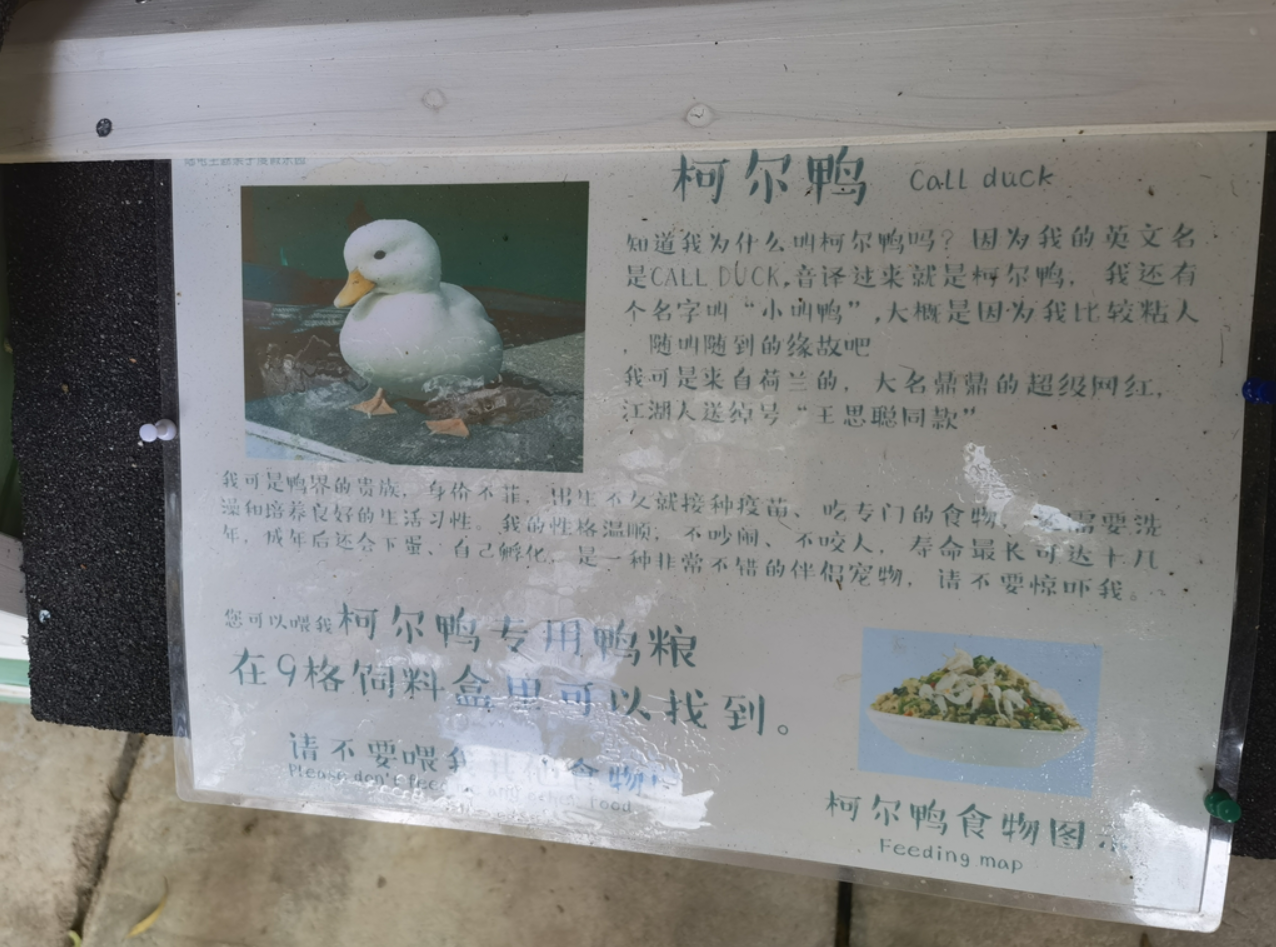 柯尔鸭 Call duck
知道我为什么叫柯尔鸭吗？因为我的英文名
是CALL DUCK,音译过来就是柯尔鸭，我还有
个名字叫“小叫鸭”,大概是因为我比较粘人
，随叫随到的缘故吧
我可是来自荷兰的，大名鼎鼎的超级网红，
江湖人送绰号“王思聪同款”
我可是鸭界的贵族，身价不菲，出生不久就接种疫苗、吃专门的食物，需要洗
澡和培养良好的生活习性。我的性格温顺，不吵闹、不咬人，寿命最长可达十几
年，成年后还会下蛋、自己孵化，是一种非常不错的伴侣宠物，请不要惊吓我。
您可以喂我柯尔鸭专用鸭粮
在9格饲料盒里可以找到。
请不要喂我其他食物
Please don't feed any other food
柯尔鸭食物图
Feeding map